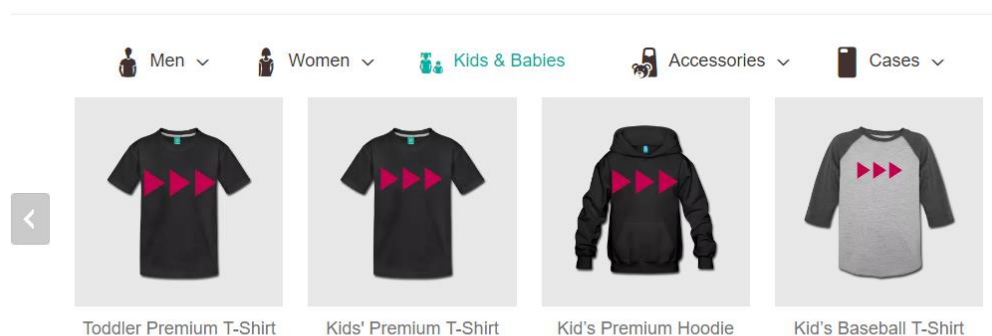 Men Women Kids & Babies Accessories Cases
Toddler Premium T-Shirt Kids' Premium T-Shirt Kid's Premium Hoodie Kid's Baseball T-Shirt